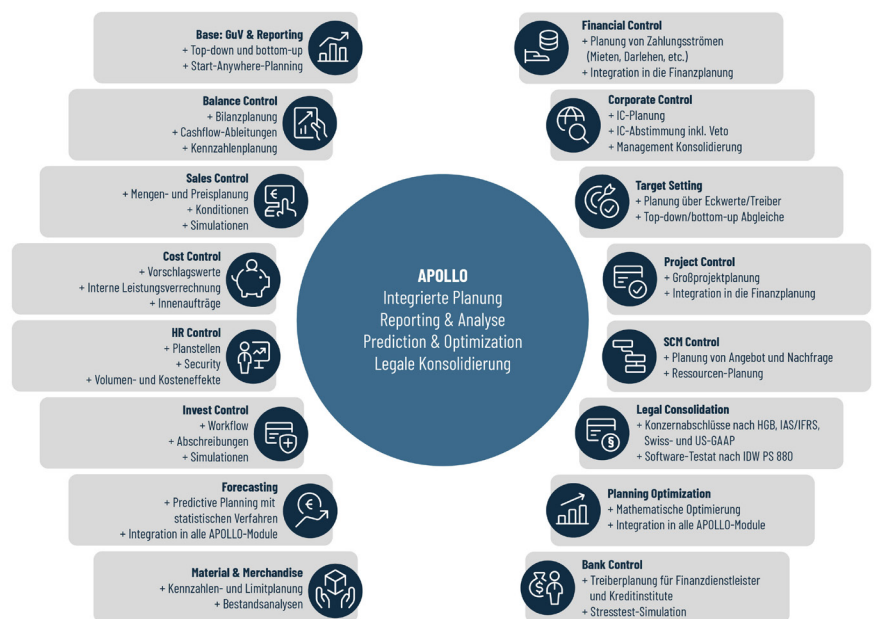 Base: GuV & Reporting
+ Top-down und bottom-up
+ Start-Anywhere-Planning
Balance Control
+ Bilanzplanung
+ Cashflow-Ableitungen
+ Kennzahlenplanung
Sales Control
+ Mengen- und Preisplanung
+ Konditionen
+ Simulationen
Cost Control
+ Vorschlagswerte
+ Interne Leistungsverrechnung
+ Innenaufträge
HR Control
+ Planstellen
+ Security
+ Volumen- und Kosteneffekte
Invest Control
+ Workflow
+ Abschreibungen
+ Simulationen
Forecasting
+ Predictive Planning mit
statistischen Verfahren
+ Integration in alle APOLLO-Module
Material & Merchandise
+ Kennzahlen- und Limitplanung
+ Bestandsanalysen
APOLLO
Integrierte Planung
Reporting & Analyse
Prediction & Optimization
Legale Konsolidierung
Financial Control
+ Planung von Zahlungsströmen
(Mieten, Darlehen, etc.)
+ Integration in die Finanzplanung
Corporate Control
+ IC-Planung
+ IC-Abstimmung inkl. Veto
+ Management Konsolidierung
Target Setting
+ Planung über Eckwerte/Treiber
+ Top-down/bottom-up Abgleiche
Project Control
+ Großprojektplanung
+ Integration in die Finanzplanung
SCM Control
+ Planung von Angebot und Nachfrage
+ Ressourcen-Planung
Legal Consolidation
+ Konzernabschlüsse nach HGB, IAS/IFRS,
Swiss- und US-GAAP
+ Software-Testat nach IDW PS 880
Planning Optimization
+ Mathematische Optimierung
+ Integration in alle APOLLO-Module
Bank Control
+ Treiberplanung für Finanzdienstleister
und Kreditinstitute
+ Stresstest-Simulation